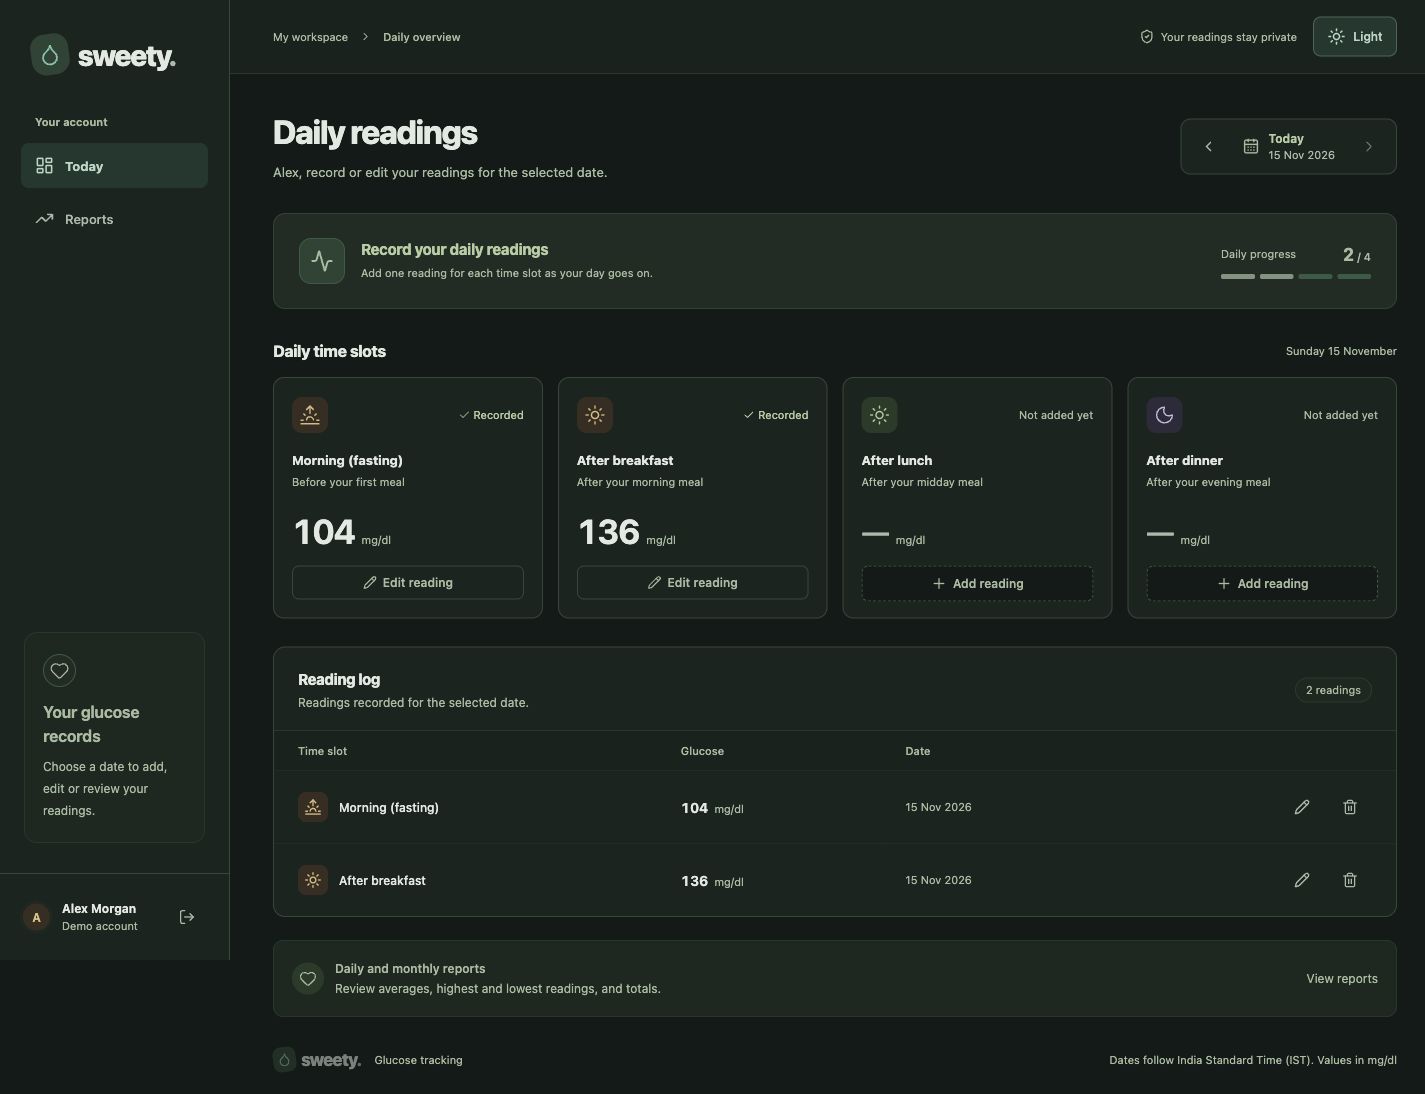 sweety.
Your account
Today
Reports
Your glucose
records
Choose a date to add,
edit or review your
readings.
A
Alex Morgan
Demo account
My workspace > Daily overview
Your readings stay private
Light
Daily readings
Alex, record or edit your readings for the selected date.
Today
15 Nov 2026
Record your daily readings
Add one reading for each time slot as your day goes on.
Daily progress
2 / 4
Daily time slots
Sunday 15 November
Recorded
Morning (fasting)
Before your first meal
104 mg/dl
Edit reading
Recorded
After breakfast
After your morning meal
136 mg/dl
Edit reading
Not added yet
After lunch
After your midday meal
— mg/dl
+ Add reading
Not added yet
After dinner
After your evening meal
— mg/dl
+ Add reading
Reading log
Readings recorded for the selected date.
2 readings
Time slot Glucose Date
Morning (fasting) 104 mg/dl 15 Nov 2026
After breakfast 136 mg/dl 15 Nov 2026
Daily and monthly reports
Review averages, highest and lowest readings, and totals.
View reports
sweety. Glucose tracking
Dates follow India Standard Time (IST). Values in mg/dl